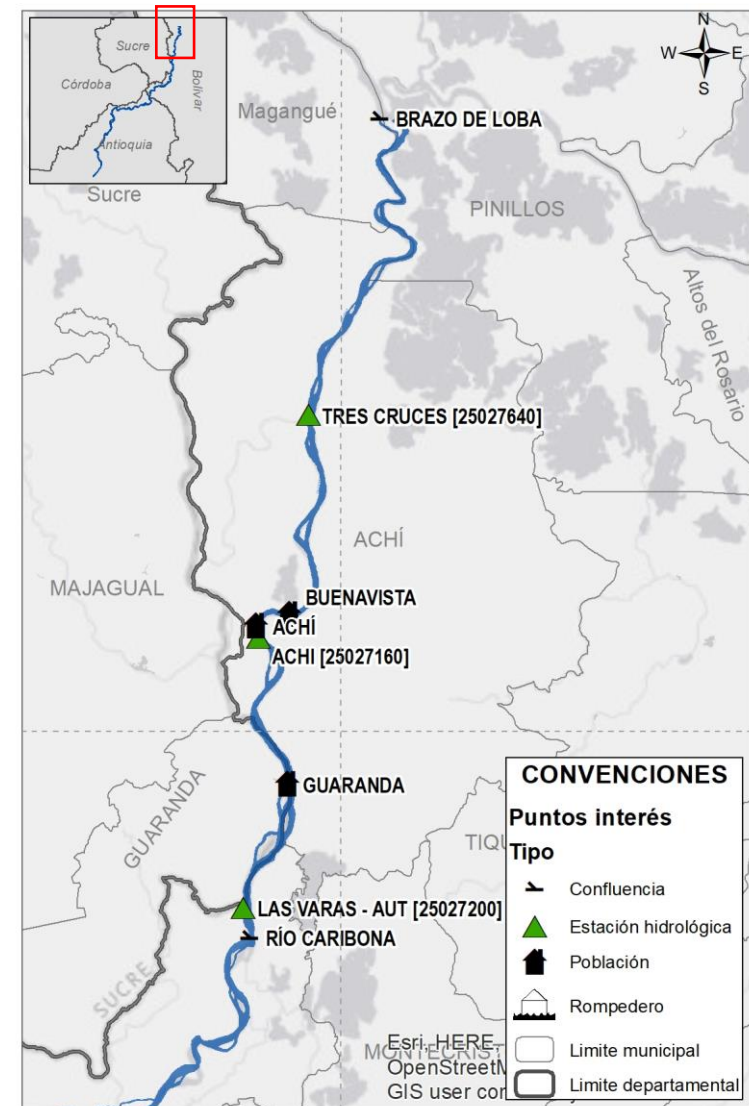 Sucre
Córdoba
Bolívar
Antioquia
N
W E
S
Magangué
BRAZO DE LOBA
Sucre
PINILLOS
Altos del Rosario
TRES CRUCES [25027640]
ACHÍ
MAJAGUAL
BUENAVISTA
ACHÍ
ACHI [25027160]
GUARANDA
GUARANDA
LAS VARAS - AUT [25027200]
RÍO CARIBONA
SUCRE
Esri, HERE,
GIS user
CONVENCIONES
Puntos interés
Tipo
Confluencia
Estación hidrológica
Población
Rompedero
Limite municipal
Limite departamental